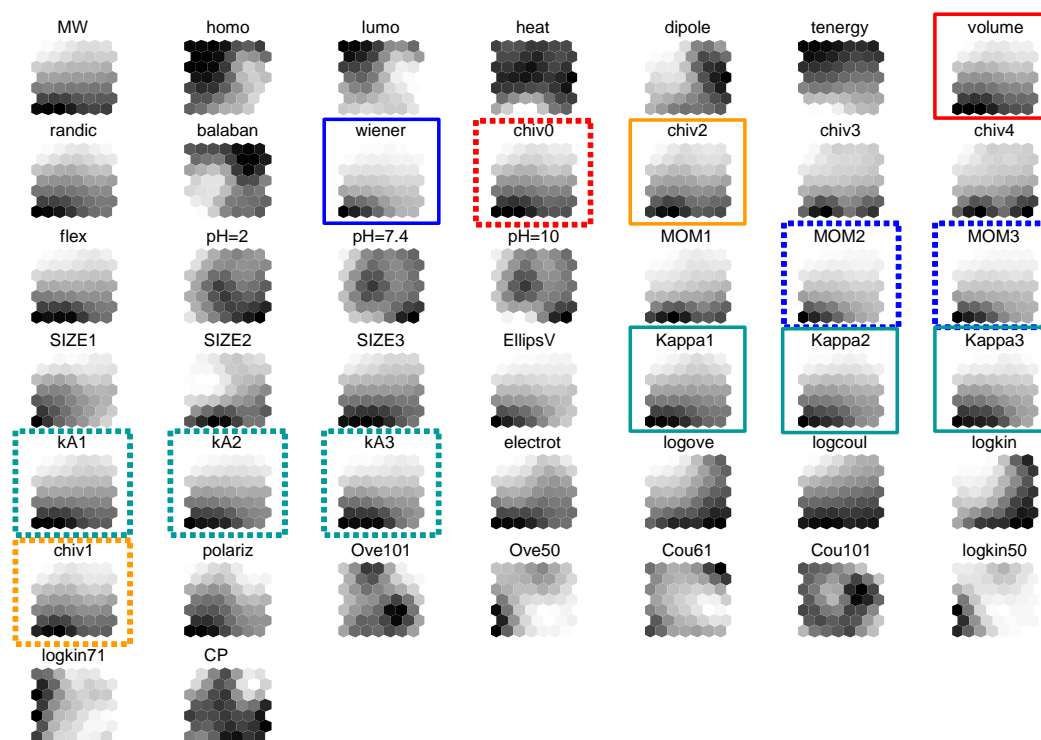 MW homo lumo heat dipole tenergy volume
randic balaban wiener chiv0 chiv2 chiv3 chiv4
flex pH=2 pH=7.4 pH=10 MOM1 MOM2 MOM3
SIZE1 SIZE2 SIZE3 EllipsV Kappa1 Kappa2 Kappa3
kA1 kA2 kA3 electrot logove logcoul logkin
chiv1 polariz Ove101 Ove50 Cou61 Cou101 logkin50
logkin71 CP